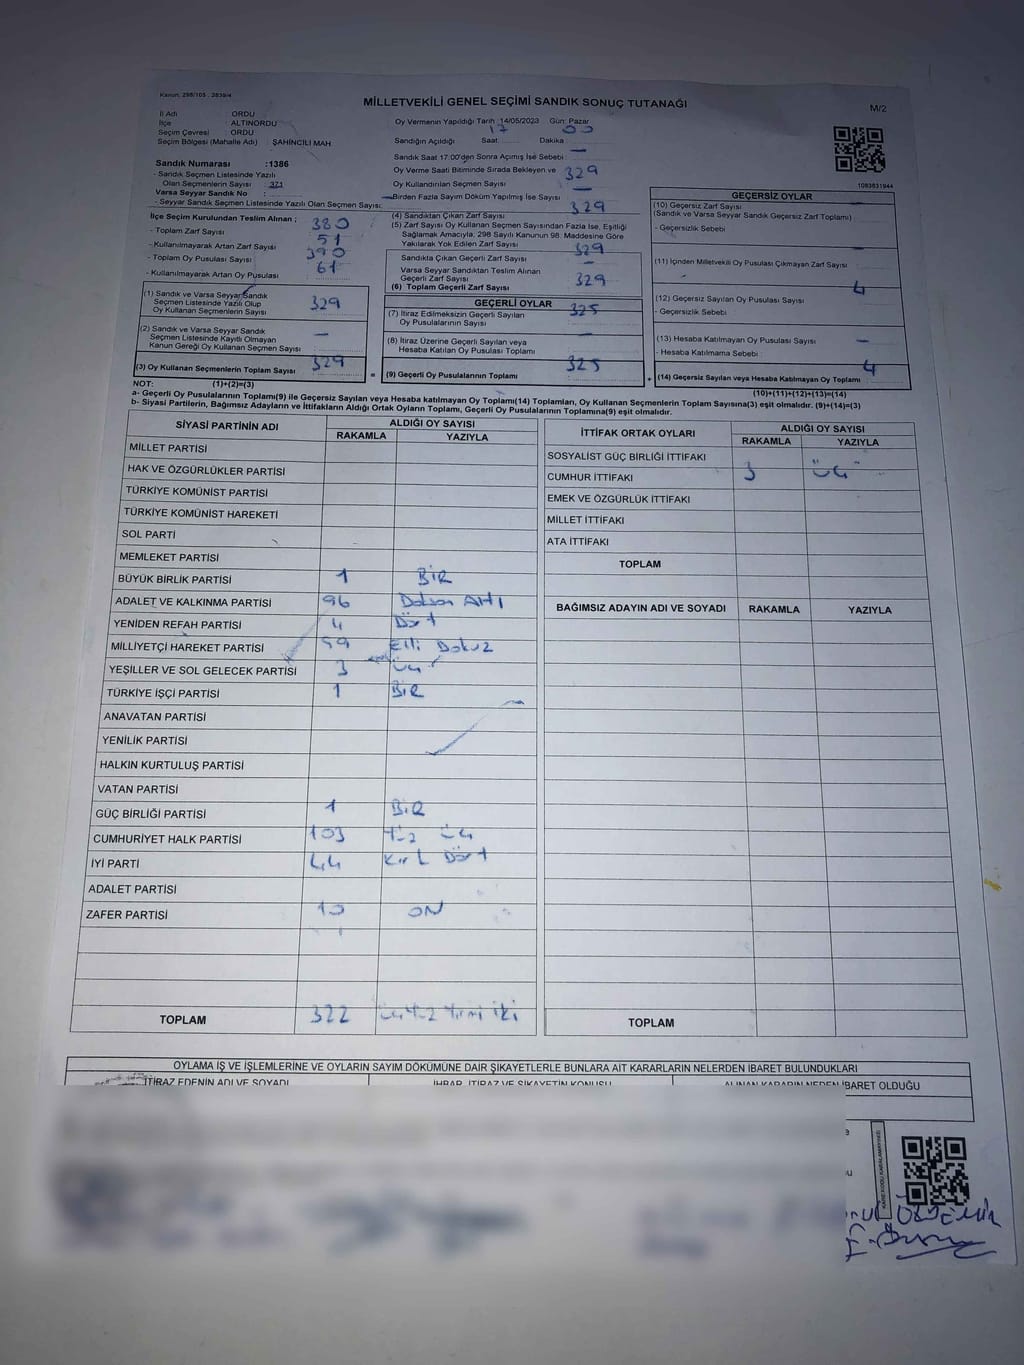 Kanun, 298/105 , 2839/4
MİLLETVEKİLİ GENEL SEÇİMİ SANDIK SONUÇ TUTANAĞI
M/2
İl Adı : ORDU
İlçe : ALTINORDU
Seçim Çevresi : ORDU
Seçim Bölgesi (Mahalle Adı) : ŞAHİNCİLİ MAH.
Sandık Numarası :1386
- Sandık Seçmen Listesinde Yazılı
Olan Seçmenlerin Sayısı : 371
Varsa Seyyar Sandık No :
- Seyyar Sandık Seçmen Listesinde Yazılı Olan Seçmen Sayısı: —
İlçe Seçim Kurulundan Teslim Alınan ;
- Toplam Zarf Sayısı 380
- Kullanılmayarak Artan Zarf Sayısı 51
- Toplam Oy Pusulası Sayısı 390
- Kullanılmayarak Artan Oy Pusulası 61
(1) Sandık ve Varsa Seyyar Sandık
Seçmen Listesinde Yazılı Olup
Oy Kullanan Seçmenlerin Sayısı 329
(2) Sandık ve Varsa Seyyar Sandık
Seçmen Listesinde Kayıtlı Olmayan
Kanun Gereği Oy Kullanan Seçmen Sayısı —
(3) Oy Kullanan Seçmenlerin Toplam Sayısı 329
Oy Vermenin Yapıldığı Tarih :14/05/2023 Gün: Pazar
Sandığın Açıldığı Saat 17 Dakika 00
Sandık Saat 17:00'den Sonra Açımış İse Sebebi : —
Oy Verme Saati Bitiminde Sırada Bekleyen ve
Oy Kullandırılan Seçmen Sayısı 329
Birden Fazla Sayım Döküm Yapılmış İse Sayısı —
(4) Sandıktan Çıkan Zarf Sayısı 329
(5) Zarf Sayısı Oy Kullanan Seçmen Sayısından Fazla İse, Eşitliği
Sağlamak Amacıyla, 298 Sayılı Kanunun 98. Maddesine Göre
Yakılarak Yok Edilen Zarf Sayısı —
Sandıkta Çıkan Geçerli Zarf Sayısı 329
Varsa Seyyar Sandıktan Teslim Alınan
Geçerli Zarf Sayısı —
(6) Toplam Geçerli Zarf Sayısı 329
GEÇERLİ OYLAR
(7) İtiraz Edilmeksizin Geçerli Sayılan
Oy Pusulalarının Sayısı 325
(8) İtiraz Üzerine Geçerli Sayılan veya
Hesaba Katılan Oy Pusulası Toplamı —
= (9) Geçerli Oy Pusulalarının Toplamı 325
1083831944
GEÇERSİZ OYLAR
(10) Geçersiz Zarf Sayısı
(Sandık ve Varsa Seyyar Sandık Geçersiz Zarf Toplamı)
- Geçersizlik Sebebi
(11) İçinden Milletvekili Oy Pusulası Çıkmayan Zarf Sayısı
(12) Geçersiz Sayılan Oy Pusulası Sayısı 4
- Geçersizlik Sebebi :
(13) Hesaba Katılmayan Oy Pusulası Sayısı —
- Hesaba Katılmama Sebebi :
+ (14) Geçersiz Sayılan veya Hesaba Katılmayan Oy Toplamı 4
NOT: (1)+(2)=(3) (10)+(11)+(12)+(13)=(14)
a- Geçerli Oy Pusulalarının Toplamı(9) ile Geçersiz Sayılan veya Hesaba Katılmayan Oy Toplamı(14) Toplamları, Oy Kullanan Seçmenlerin Toplam Sayısına(3) eşit olmalıdır. (9)+(14)=(3)
b- Siyasi Partilerin, Bağımsız Adayların ve İttifakların Aldığı Ortak Oyların Toplamı, Geçerli Oy Pusulalarının Toplamına(9) eşit olmalıdır.
SİYASİ PARTİNİN ADI ALDIĞI OY SAYISI
RAKAMLA YAZIYLA
MİLLET PARTİSİ
HAK VE ÖZGÜRLÜKLER PARTİSİ
TÜRKİYE KOMÜNİST PARTİSİ
TÜRKİYE KOMÜNİST HAREKETİ
SOL PARTİ
MEMLEKET PARTİSİ
BÜYÜK BİRLİK PARTİSİ 1 BİR
ADALET VE KALKINMA PARTİSİ 96 Doksan Altı
YENİDEN REFAH PARTİSİ 4 Dört
MİLLİYETÇİ HAREKET PARTİSİ 59 Elli Dokuz
YEŞİLLER VE SOL GELECEK PARTİSİ 3 Üç
TÜRKİYE İŞÇİ PARTİSİ 1 BİR
ANAVATAN PARTİSİ
YENİLİK PARTİSİ
HALKIN KURTULUŞ PARTİSİ
VATAN PARTİSİ
GÜÇ BİRLİĞİ PARTİSİ 1 BİR
CUMHURİYET HALK PARTİSİ 103 Yüz Üç
İYİ PARTİ 44 Kırk Dört
ADALET PARTİSİ
ZAFER PARTİSİ 10 ON
TOPLAM 322 üçyüz Yirmi iki
İTTİFAK ORTAK OYLARI ALDIĞI OY SAYISI
RAKAMLA YAZIYLA
SOSYALİST GÜÇ BİRLİĞİ İTTİFAKI
CUMHUR İTTİFAKI 3 üç
EMEK VE ÖZGÜRLÜK İTTİFAKI
MİLLET İTTİFAKI
ATA İTTİFAKI
TOPLAM
BAĞIMSIZ ADAYIN ADI VE SOYADI RAKAMLA YAZIYLA
TOPLAM
OYLAMA İŞ VE İŞLEMLERİNE VE OYLARIN SAYIM DÖKÜMÜNE DAİR ŞİKAYETLERLE BUNLARA AİT KARARLARIN NELERDEN İBARET BULUNDUKLARI
İTİRAZ EDENİN ADI VE SOYADI İHBAR, İTİRAZ VE ŞİKAYETİN KONUSU ALINAN KARARIN NEDEN İBARET OLDUĞU
KAREKODU KARALAMAYINIZ!
ÖZDEMİR